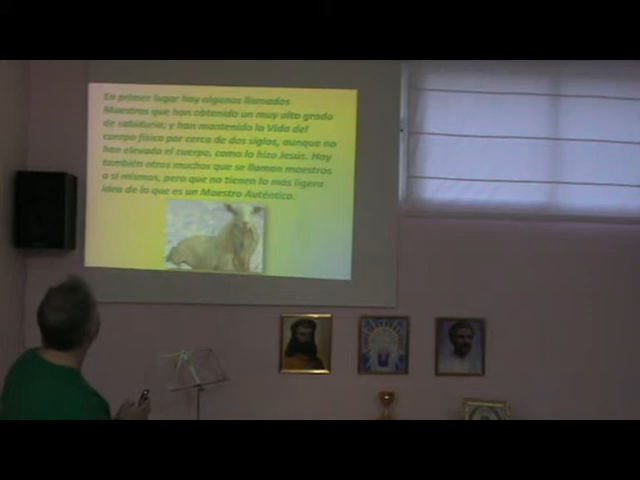 En primer lugar hay algunos llamados
Maestros que han obtenido un muy alto grado
de sabiduría; y han mantenido la Vida del
cuerpo físico por cerca de dos siglos, aunque no
han elevado el cuerpo, como lo hizo Jesús. Hay
también otros muchos que se llaman maestros
a sí mismos, pero que no tienen la más ligera
idea de lo que es un Maestro Auténtico.